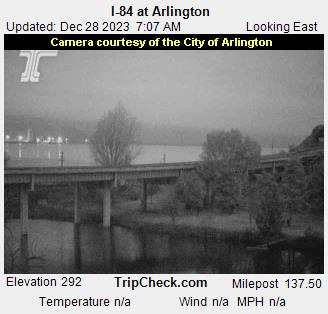 I-84 at Arlington
Updated: Dec 28 2023 7:07 AM Looking East
Camera courtesy of the City of Arlington
Elevation 292 TripCheck.com Milepost 137.50
Temperature n/a Wind n/a MPH n/a